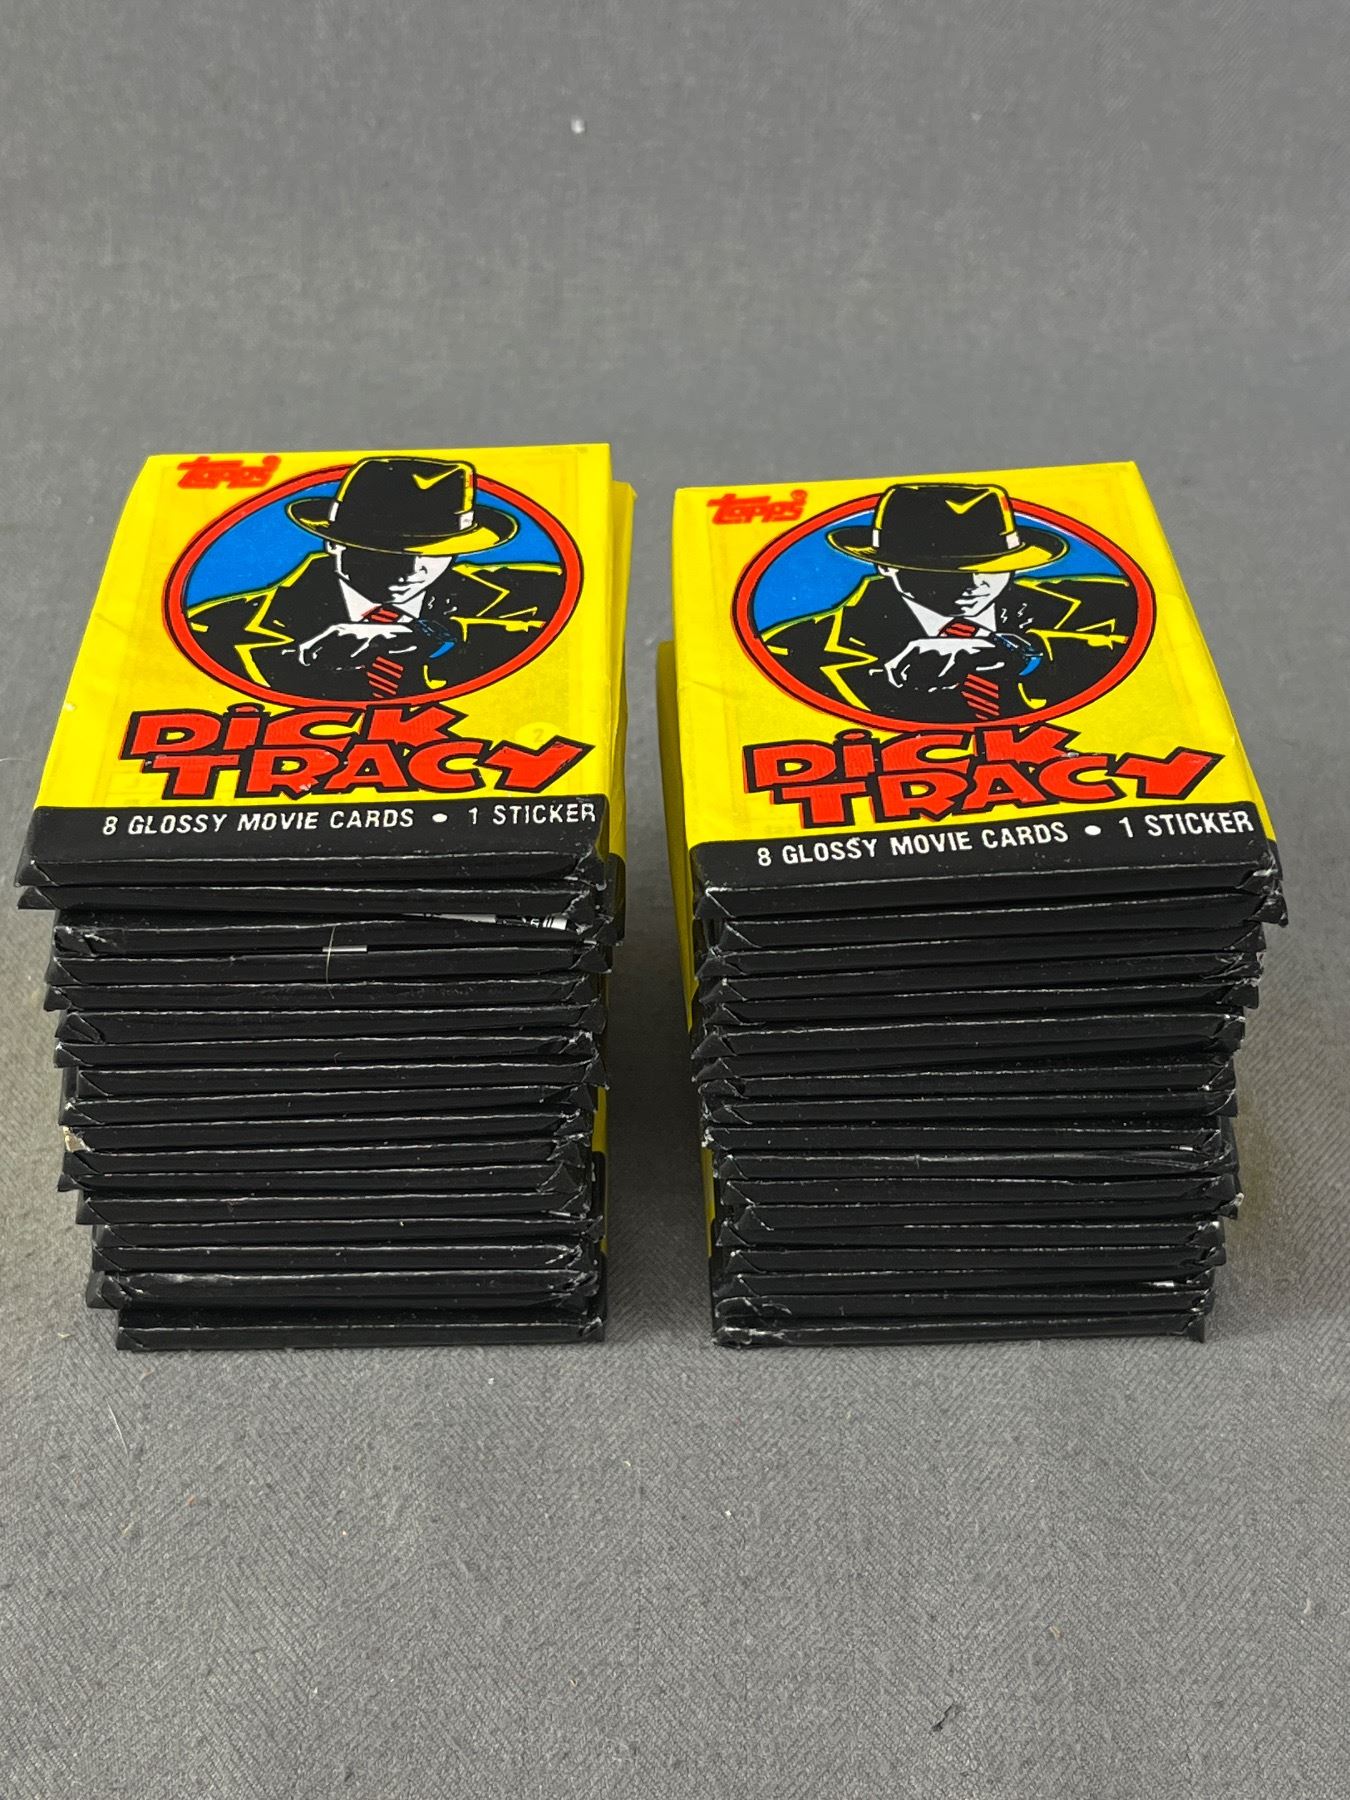 Topps
DICK
TRACY
8 GLOSSY MOVIE CARDS • 1 STICKER
Topps
DICK
TRACY
8 GLOSSY MOVIE CARDS • 1 STICKER